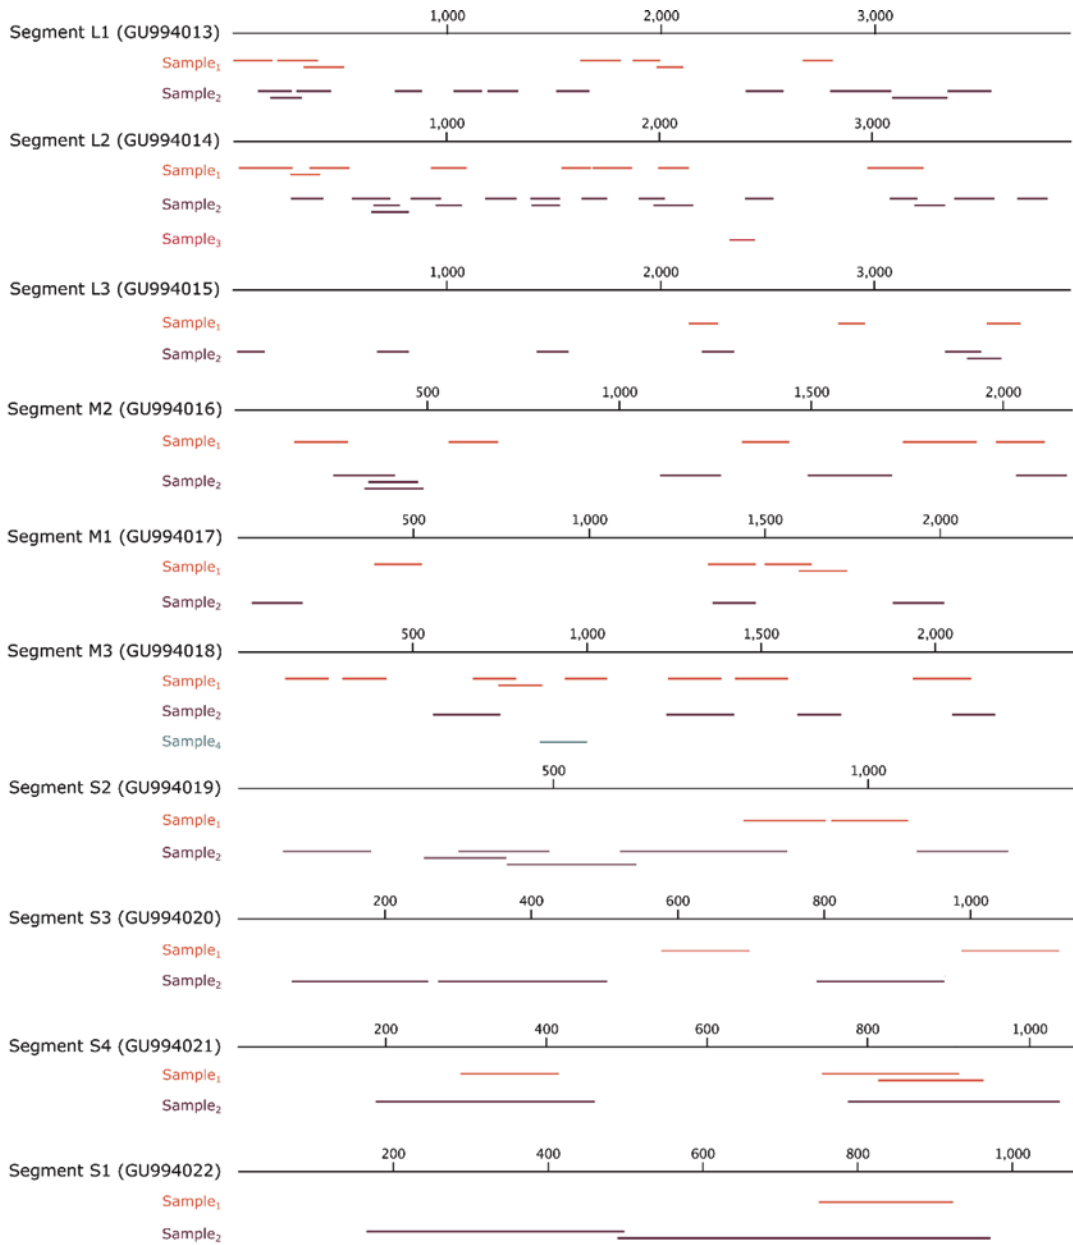 1,000 2,000 3,000
Segment L1 (GU994013)
Sample1
Sample2
1,000 2,000 3,000
Segment L2 (GU994014)
Sample1
Sample2
Sample3
1,000 2,000 3,000
Segment L3 (GU994015)
Sample1
Sample2
500 1,000 1,500 2,000
Segment M2 (GU994016)
Sample1
Sample2
500 1,000 1,500 2,000
Segment M1 (GU994017)
Sample1
Sample2
500 1,000 1,500 2,000
Segment M3 (GU994018)
Sample1
Sample2
Sample4
500 1,000
Segment S2 (GU994019)
Sample1
Sample2
200 400 600 800 1,000
Segment S3 (GU994020)
Sample1
Sample2
200 400 600 800 1,000
Segment S4 (GU994021)
Sample1
Sample2
200 400 600 800 1,000
Segment S1 (GU994022)
Sample1
Sample2